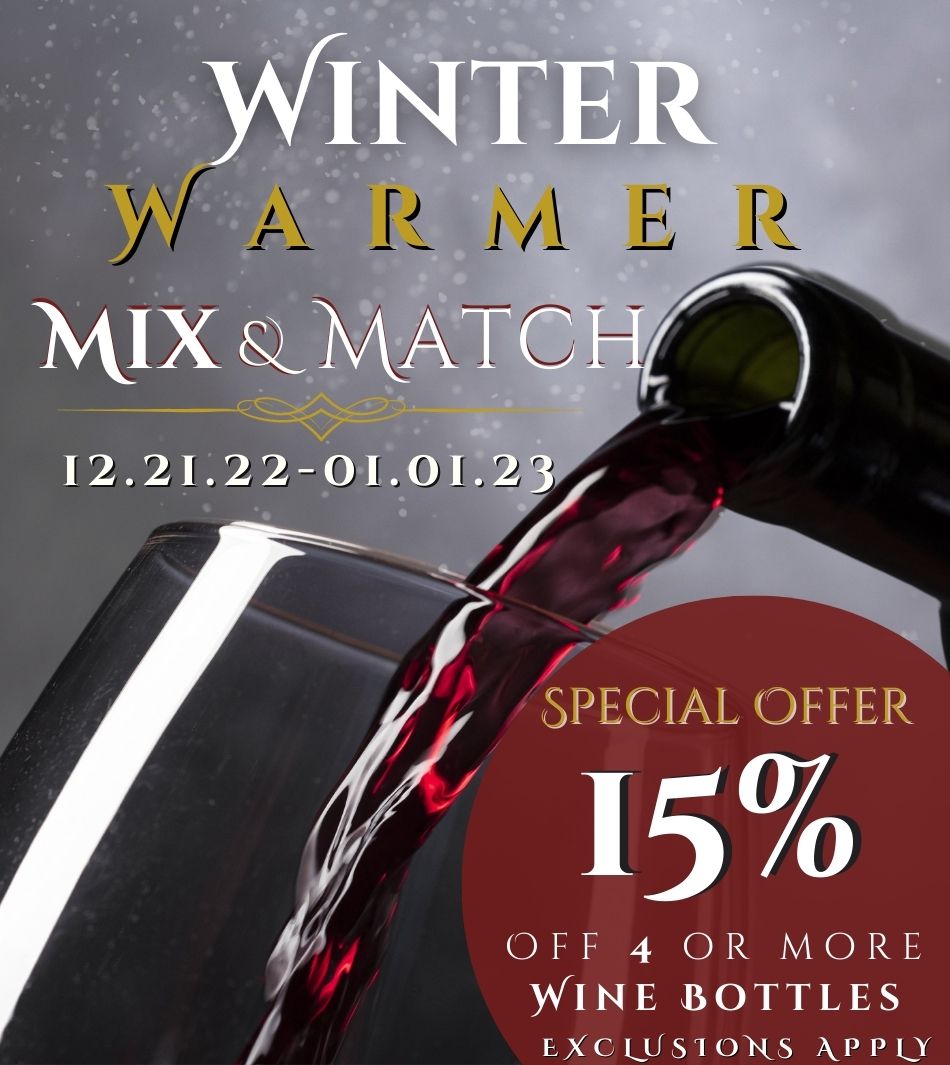 Winter
Warmer
Mix & Match
12.21.22-01.01.23
Special Offer
15%
Off 4 or more
Wine Bottles
exclusions apply